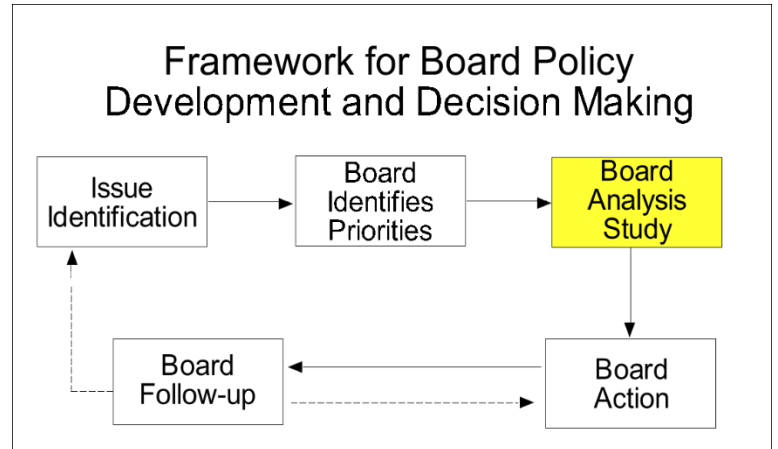 Framework for Board Policy
Development and Decision Making
Issue
Identification
Board
Identifies
Priorities
Board
Analysis
Study
Board
Follow-up
Board
Action